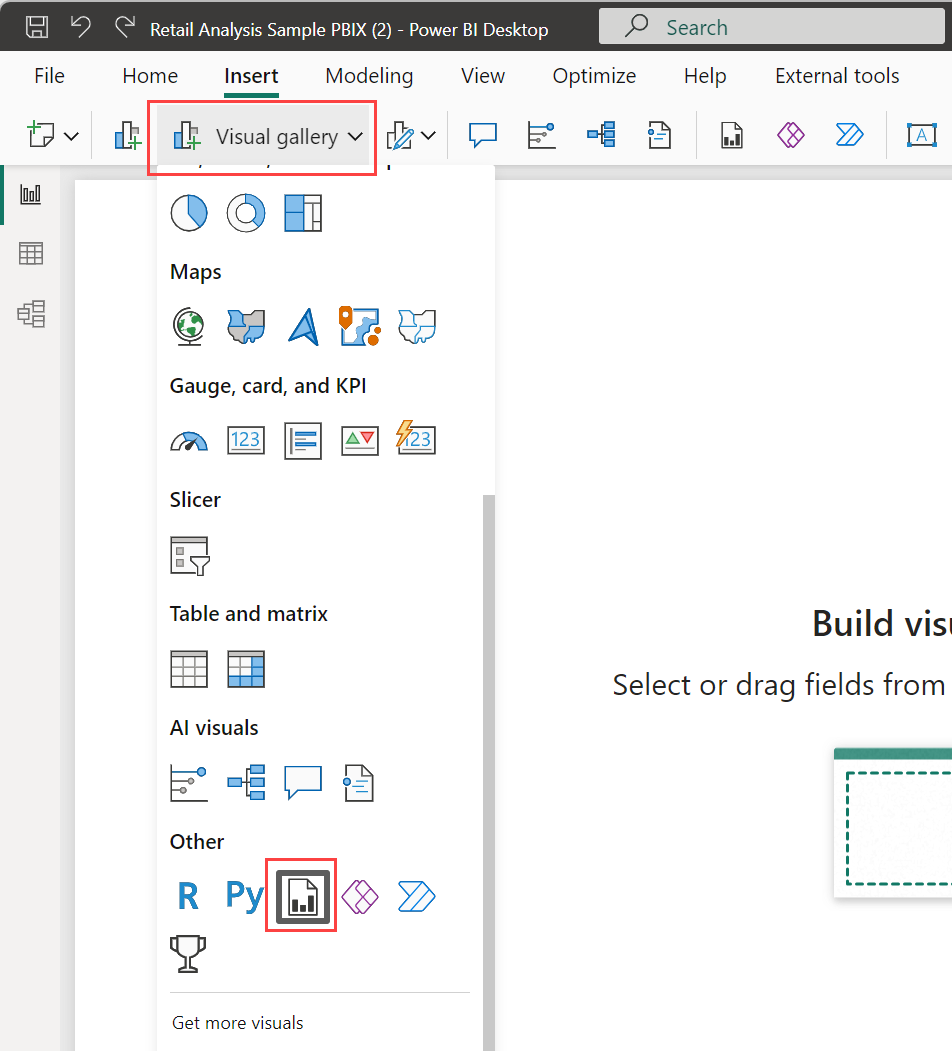 Retail Analysis Sample PBIX (2) - Power BI Desktop
Search
File Home Insert Modeling View Optimize Help External tools
Visual gallery
A
Maps
Gauge, card, and KPI
123
123
Slicer
Table and matrix
AI visuals
Other
R Py
Get more visuals
Build visu
Select or drag fields from